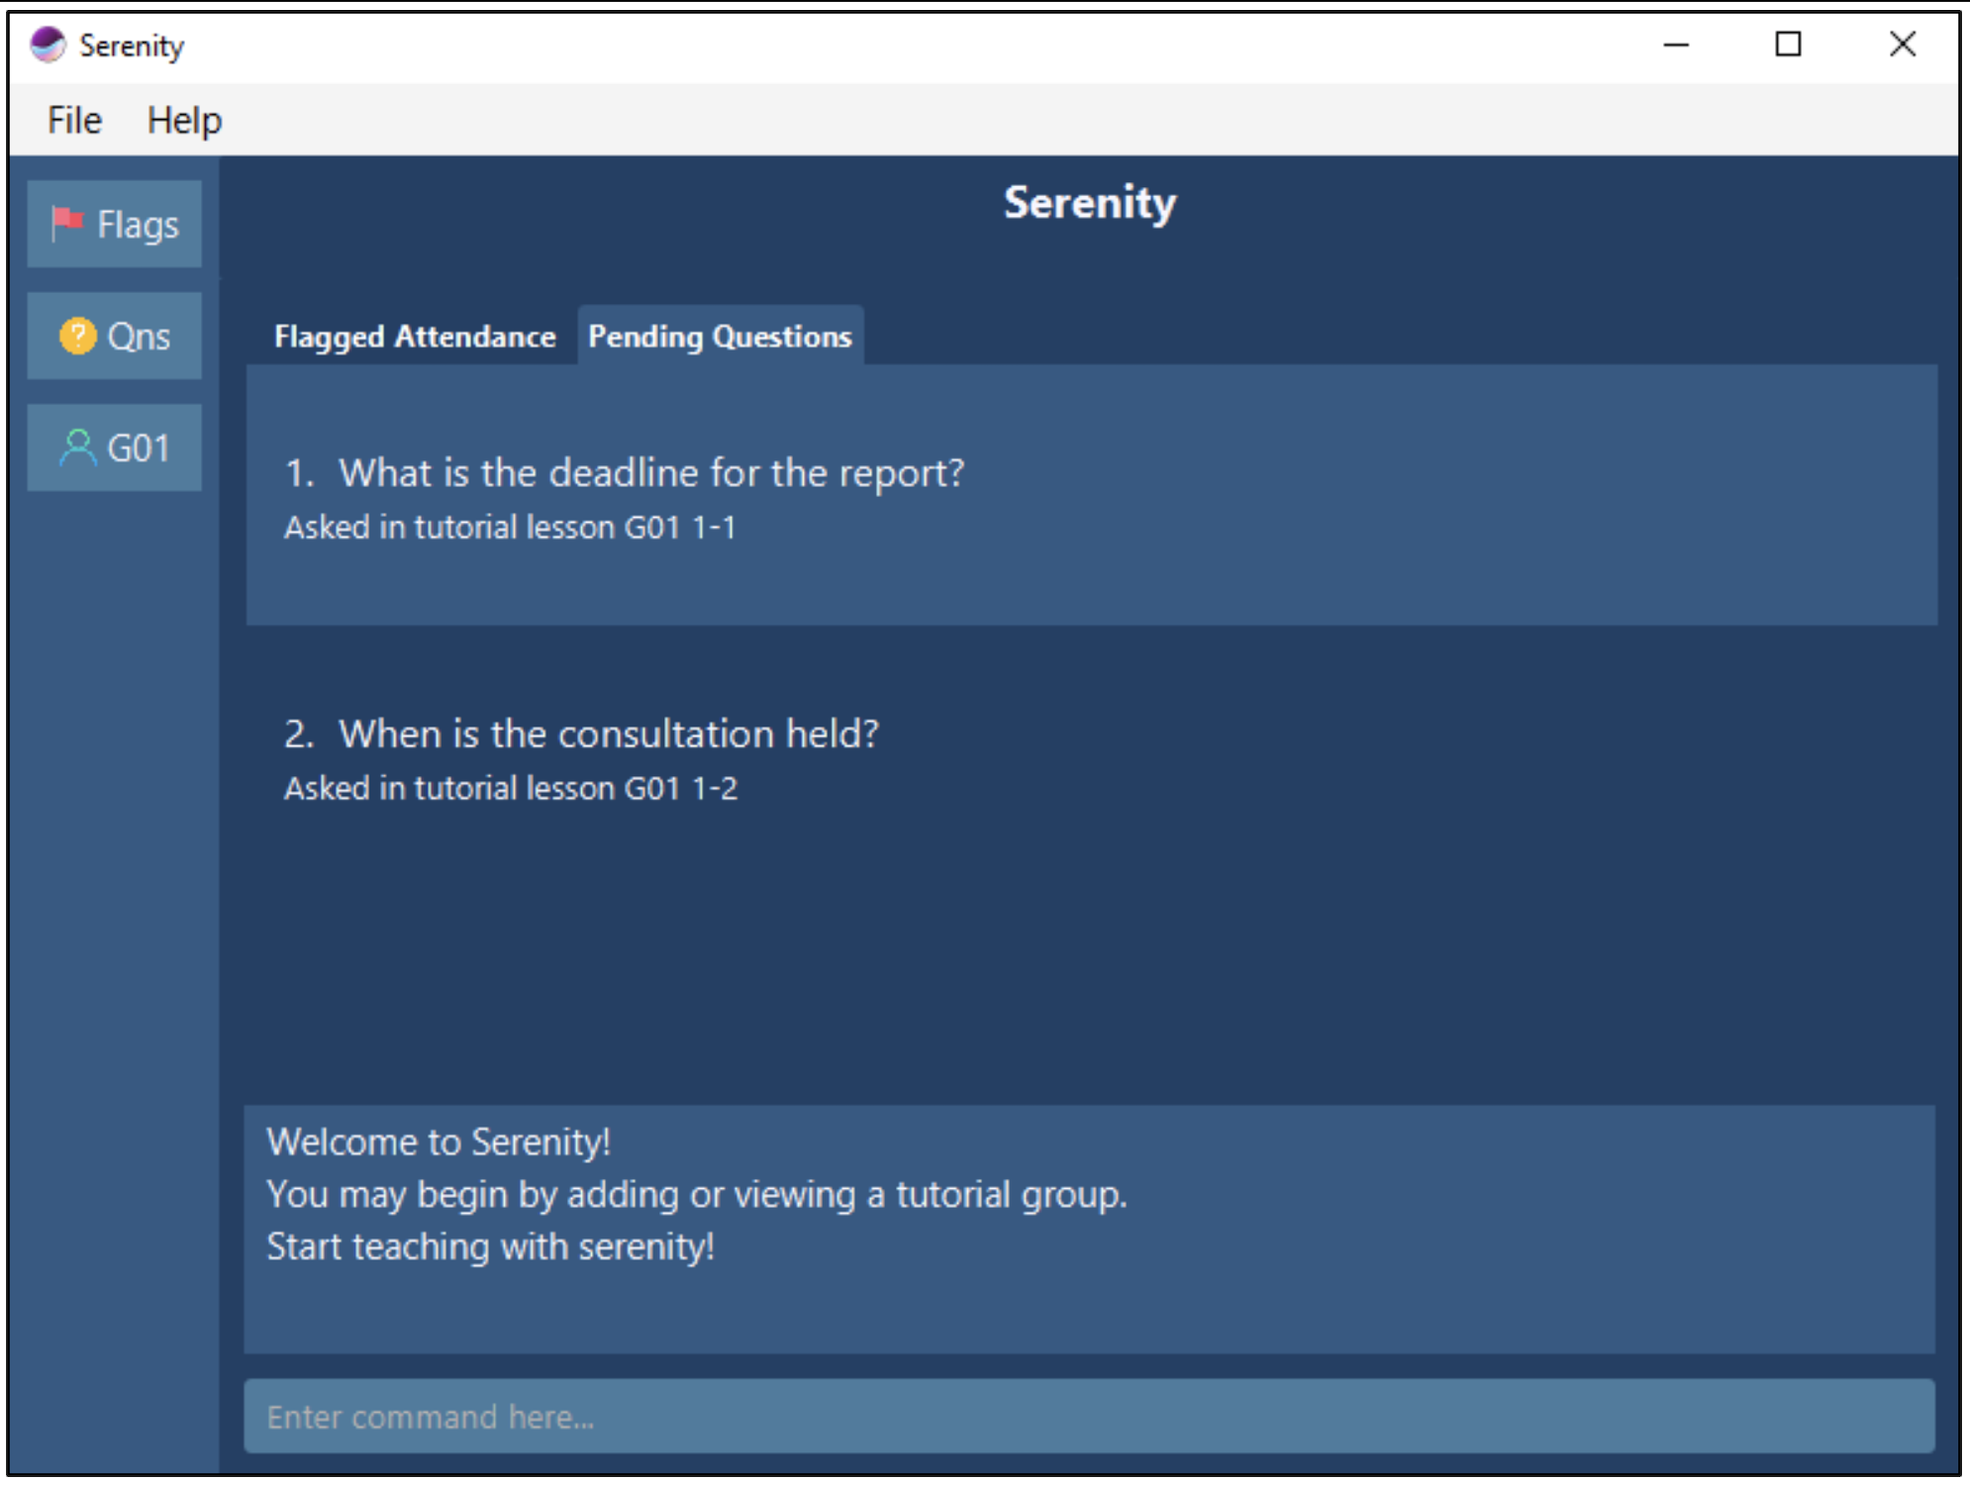 Serenity
File Help
Flags
Qns
G01
Serenity
Flagged Attendance Pending Questions
1. What is the deadline for the report?
Asked in tutorial lesson G01 1-1
2. When is the consultation held?
Asked in tutorial lesson G01 1-2
Welcome to Serenity!
You may begin by adding or viewing a tutorial group.
Start teaching with serenity!
Enter command here...